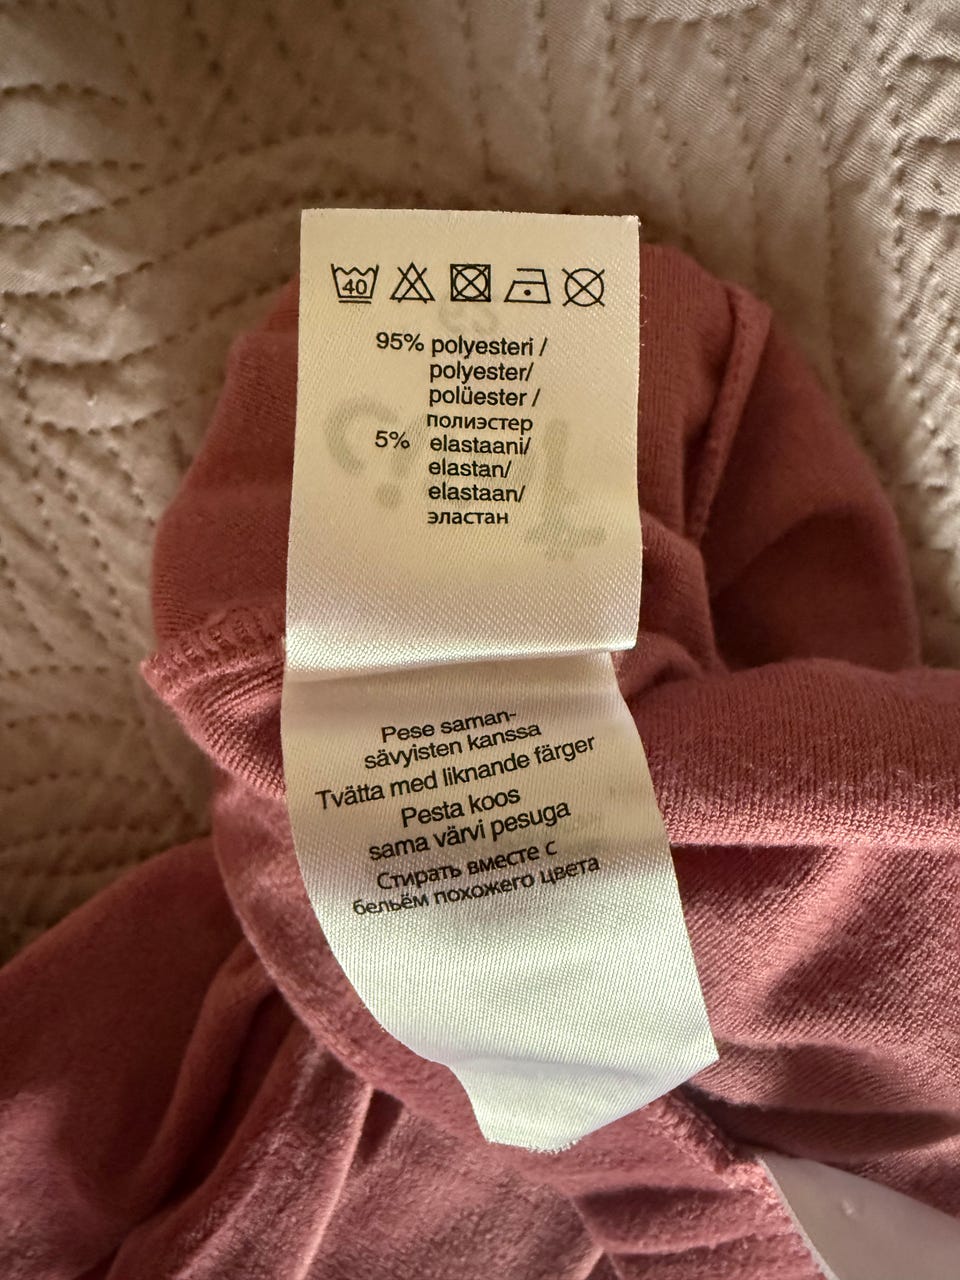 40
95% polyesteri /
polyester/
polüester /
полиэстер
5% elastaani/
elastan/
elastaan/
эластан
Pese saman-
sävyisten kanssa
Tvätta med liknande färger
Pesta koos
sama värvi pesuga
Стирать вместе с
бельём похожего цвета